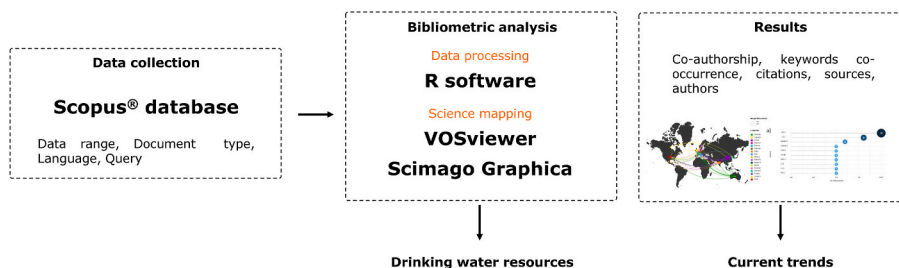 Data collection
Scopus® database
Data range, Document type,
Language, Query
Bibliometric analysis
Data processing
R software
Science mapping
VOSviewer
Scimago Graphica
Results
Co-authorship, keywords co-
occurrence, citations, sources,
authors
Drinking water resources
Current trends